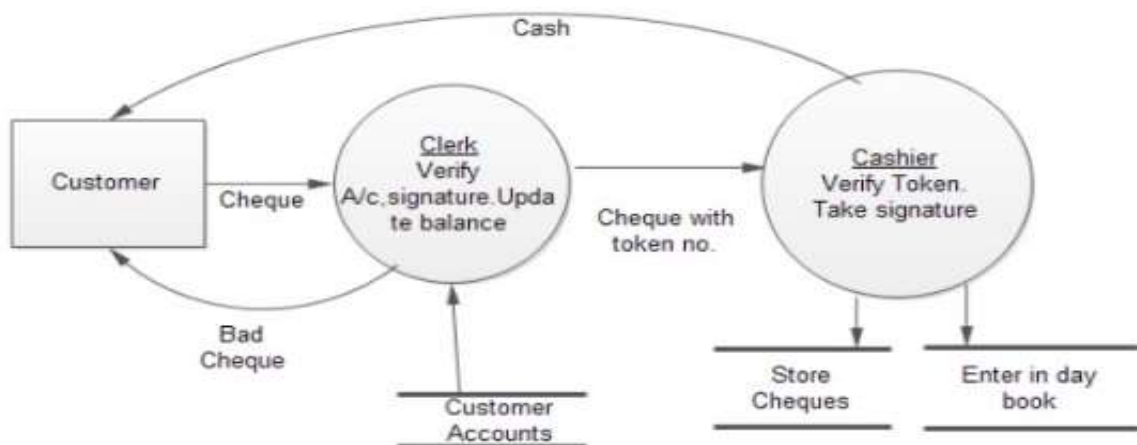 Cash
Customer
Cheque
Clerk
Verify
A/c,signature.Upda
te balance
Cheque with
token no.
Cashier
Verify Token.
Take signature
Bad
Cheque
Customer
Accounts
Store
Cheques
Enter in day
book